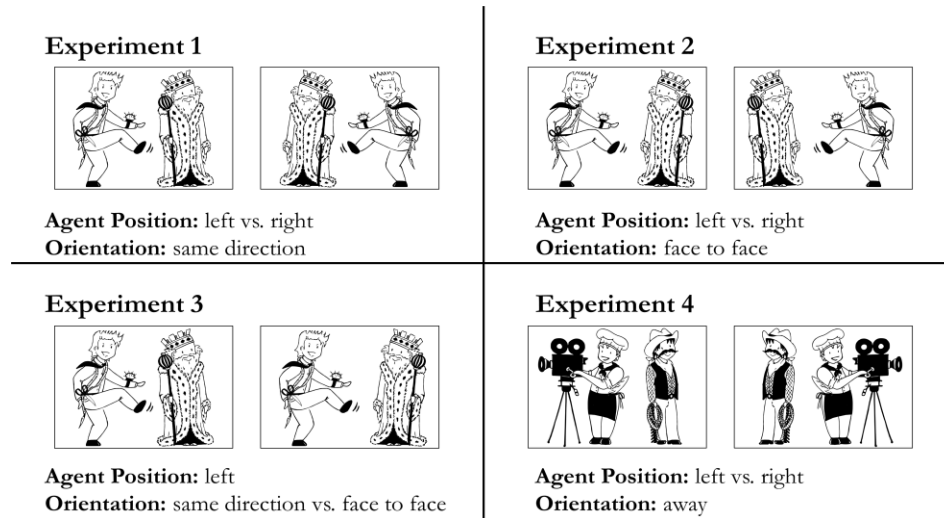 Experiment 1
Agent Position: left vs. right
Orientation: same direction
Experiment 2
Agent Position: left vs. right
Orientation: face to face
Experiment 3
Agent Position: left
Orientation: same direction vs. face to face
Experiment 4
Agent Position: left vs. right
Orientation: away